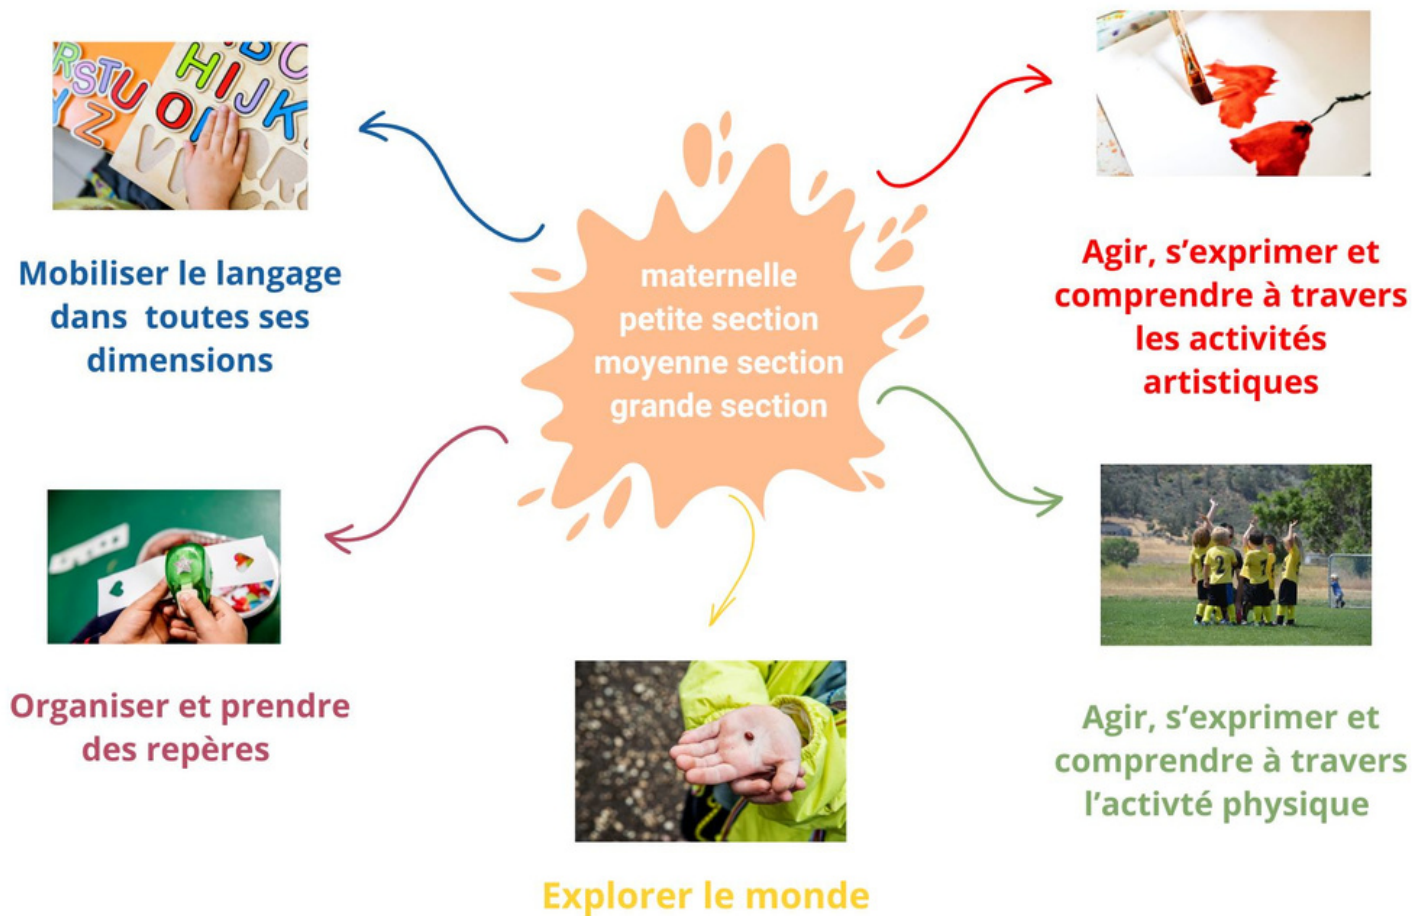 maternelle
petite section
moyenne section
grande section
Mobiliser le langage
dans toutes ses
dimensions
Agir, s’exprimer et
comprendre à travers
les activités
artistiques
Organiser et prendre
des repères
Agir, s’exprimer et
comprendre à travers
l’activté physique
Explorer le monde